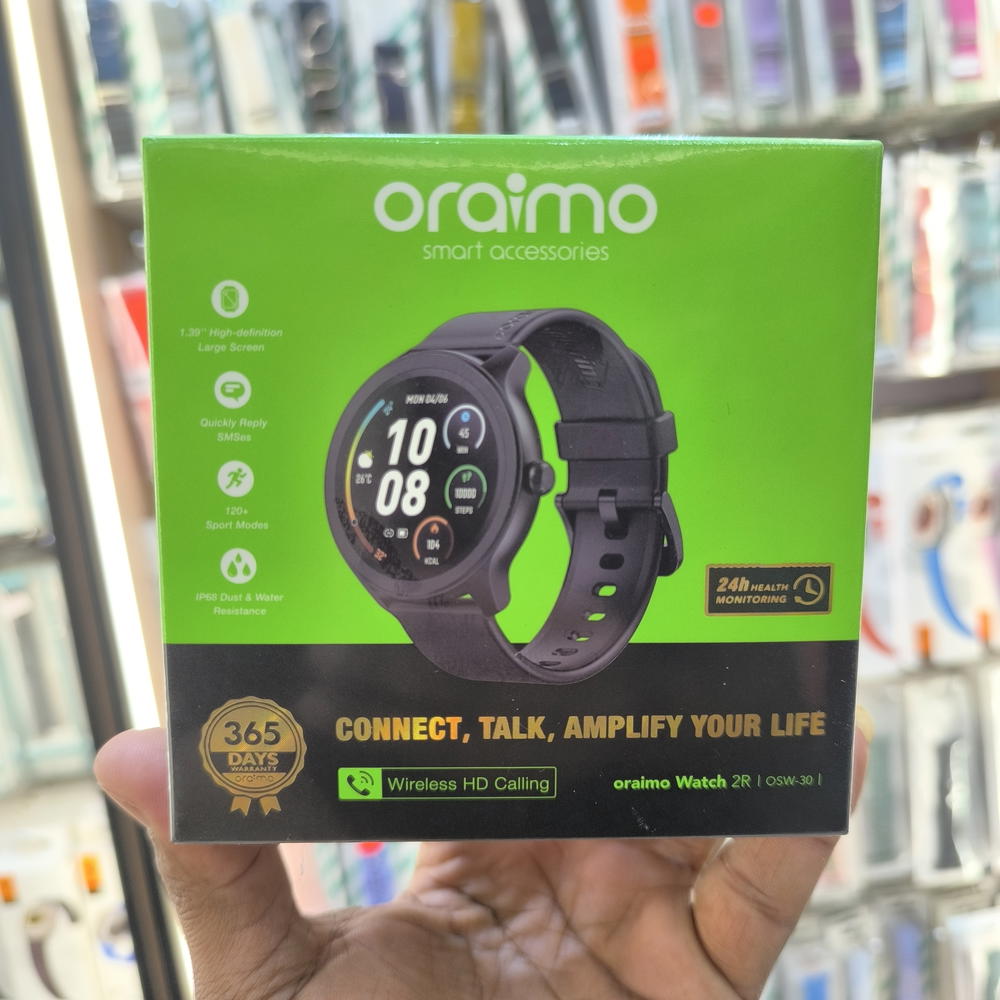 oraimo
smart accessories
1.39'' High-definition
Large Screen
Quickly Reply
SMSes
120+
Sport Modes
IP68 Dust & Water
Resistance
MON 04/06
10
08
26°C
45
MIN
10000
STEPS
104
KCAL
32°
24h HEALTH
MONITORING
365
DAYS
WARRANTY
oraimo
CONNECT, TALK, AMPLIFY YOUR LIFE
Wireless HD Calling
oraimo Watch 2R | OSW-30 |